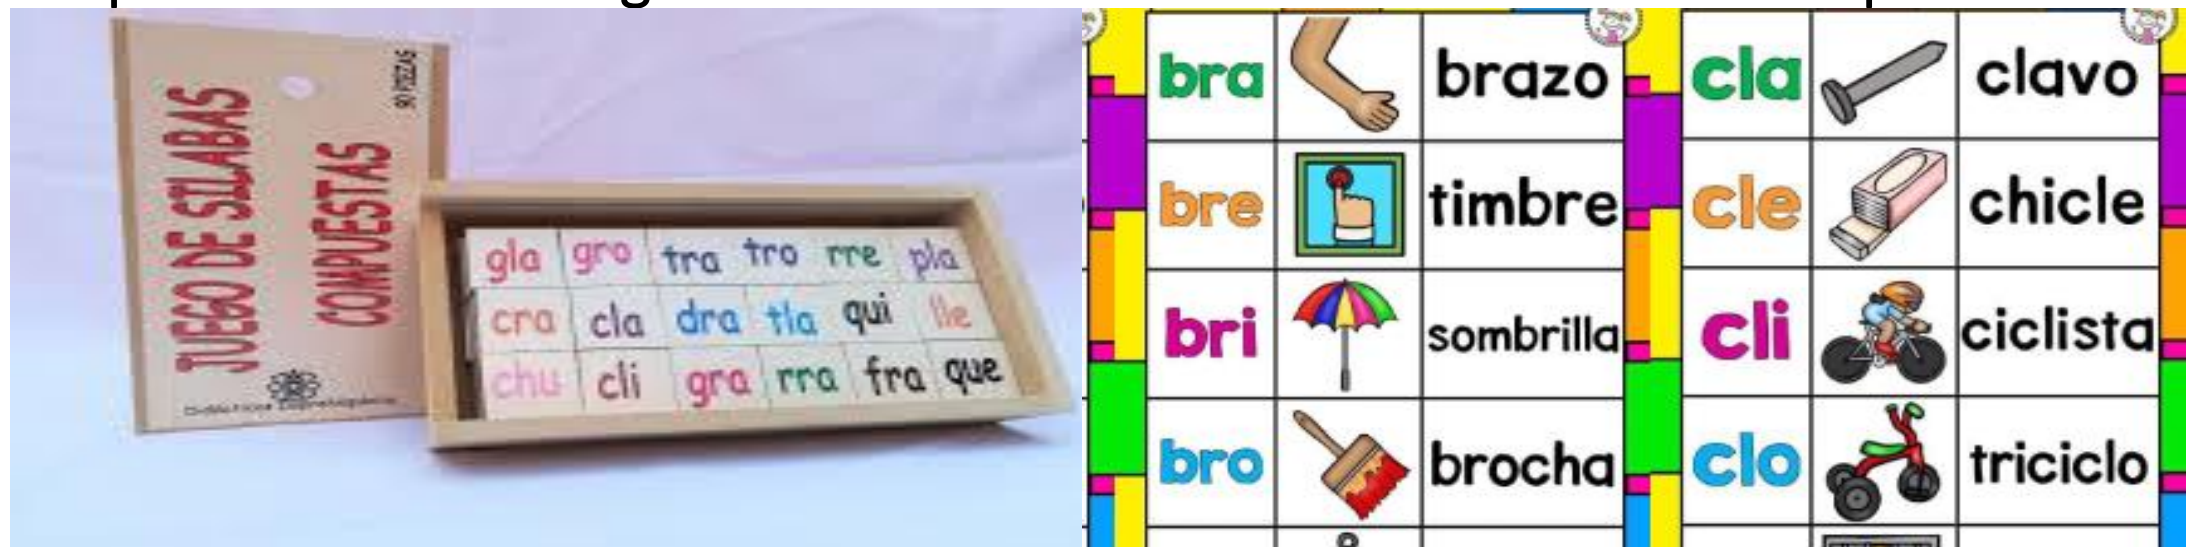 JUEGO DE SILABAS
COMPUESTAS
90 PIEZAS
gla gro tra tro rre pla
cra cla dra tla qui lle
chu cli gra rra fra que
bra brazo
bre timbre
bri sombrilla
bro brocha
cla clavo
cle chicle
cli ciclista
clo triciclo